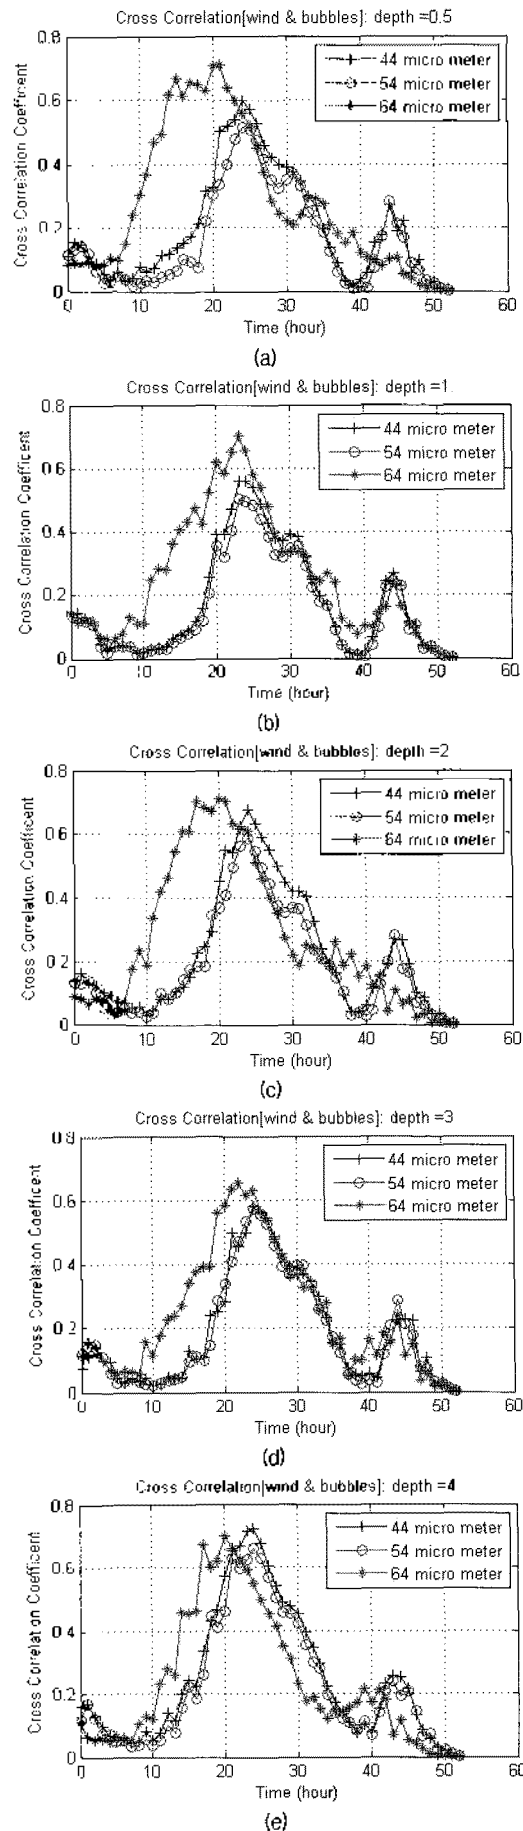 Cross Correlation[wind & bubbles]: depth =0.5
0.8
0.6
0.4
0.2
0
Cross Correlation Coefficient
44 micro meter
54 micro meter
64 micro meter
0 10 20 30 40 50 60
Time (hour)
(a)
Cross Correlation[wind & bubbles]: depth =1.
0.8
0.6
0.4
0.2
0
Cross Correlation Coefficent
44 micro meter
54 micro meter
64 micro meter
0 10 20 30 40 50 60
Time (hour)
(b)
Cross Correlation[wind & bubbles]: depth =2
0.8
0.6
0.4
0.2
0
Cross Correlation Coefficent
44 micro meter
54 micro meter
64 micro meter
0 10 20 30 40 50 60
Time (hour)
(c)
Cross Correlation[wind & bubbles]: depth =3
0.8
0.6
0.4
0.2
0
Cross Correlation Coefficent
44 micro meter
54 micro meter
64 micro meter
0 10 20 30 40 50 60
Time (hour)
(d)
Cross Correlation[wind & bubbles]: depth =4
0.8
0.6
0.4
0.2
0
Cross Correlation Coefficent
44 micro meter
54 micro meter
64 micro meter
0 10 20 30 40 50 60
Time (hour)
(e)